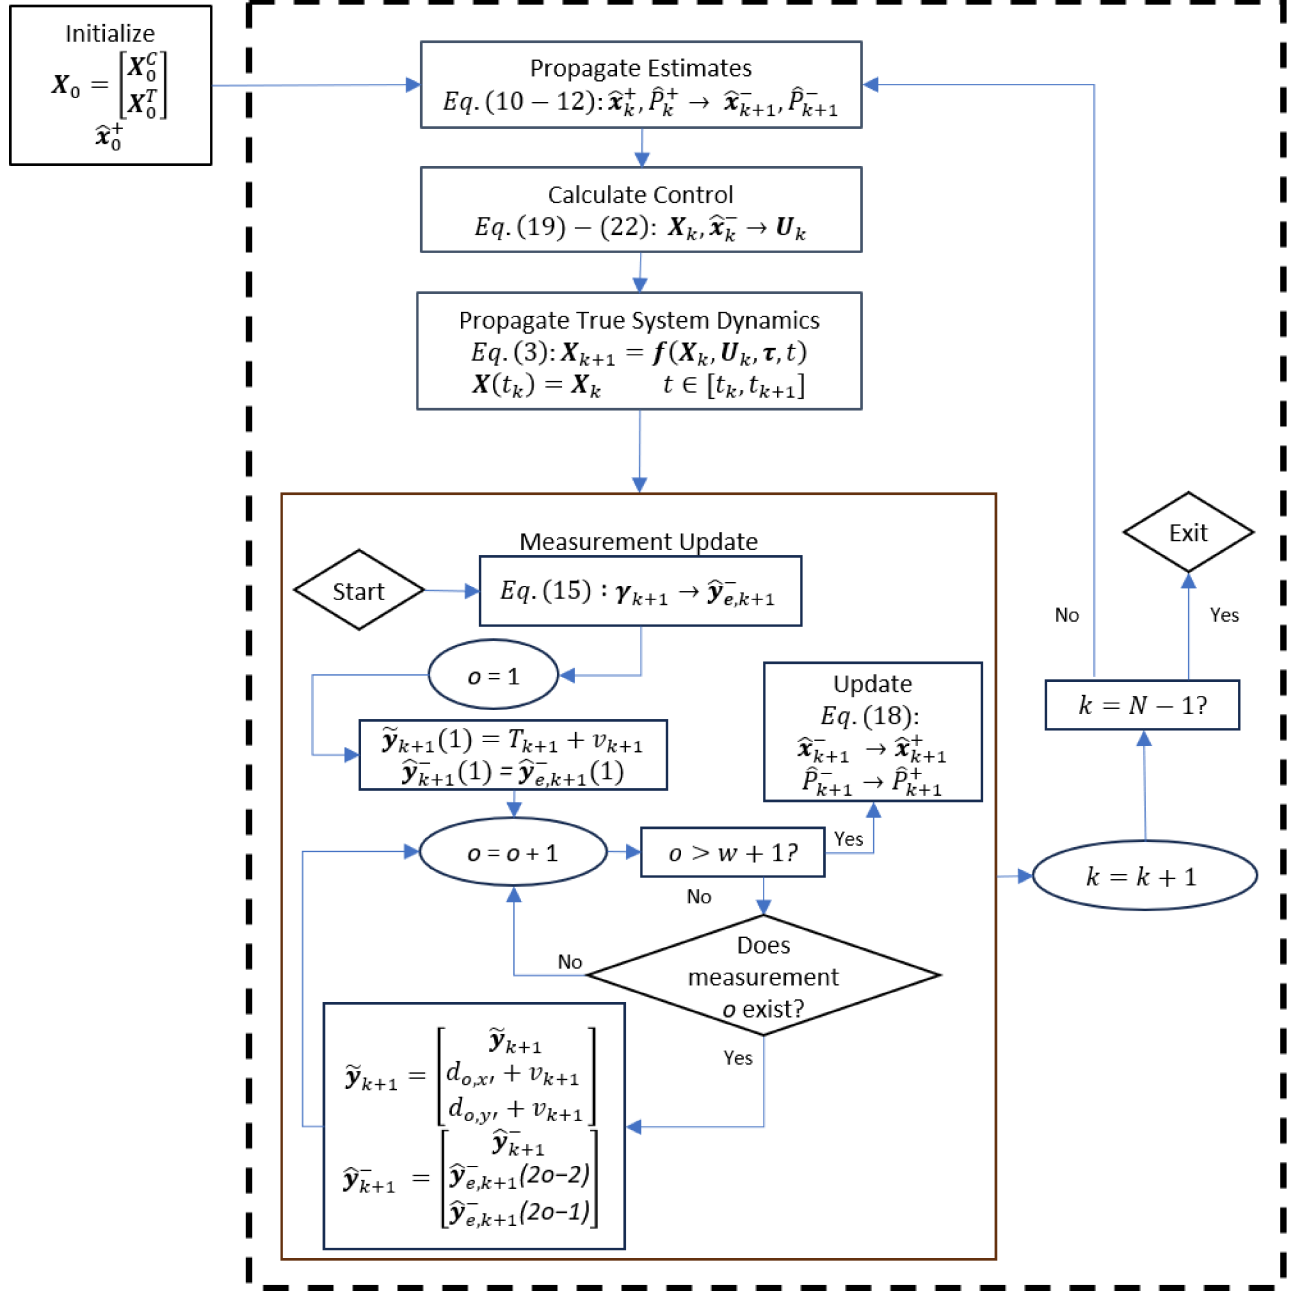 Initialize
𝑿₀ = [𝑿₀ᶜ
𝑿₀ᵀ]
x̂₀⁺
Propagate Estimates
Eq. (10 − 12): x̂ₖ⁺, P̂ₖ⁺ → x̂ₖ₊₁⁻, P̂ₖ₊₁⁻
Calculate Control
Eq. (19) − (22): 𝑿ₖ, x̂ₖ⁻ → 𝑼ₖ
Propagate True System Dynamics
Eq. (3): 𝑿ₖ₊₁ = 𝒇(𝑿ₖ, 𝑼ₖ, 𝝉, t)
𝑿(tₖ) = 𝑿ₖ t ∈ [tₖ, tₖ₊₁]
Measurement Update
Start
Eq. (15) : 𝜸ₖ₊₁ → ŷ⁻_{e,k+1}
o = 1
ỹₖ₊₁(1) = Tₖ₊₁ + vₖ₊₁
ŷ⁻ₖ₊₁(1) = ŷ⁻_{e,k+1}(1)
o = o + 1
o > w + 1?
Yes
Update
Eq. (18):
x̂ₖ₊₁⁻ → x̂ₖ₊₁⁺
P̂ₖ₊₁⁻ → P̂ₖ₊₁⁺
No
Does
measurement
o exist?
No
Yes
ỹₖ₊₁ = [ỹₖ₊₁
d_{o,x′} + vₖ₊₁
d_{o,y′} + vₖ₊₁]
ŷ⁻ₖ₊₁ = [ŷ⁻ₖ₊₁
ŷ⁻_{e,k+1}(2o−2)
ŷ⁻_{e,k+1}(2o−1)]
k = k + 1
k = N − 1?
No
Yes
Exit